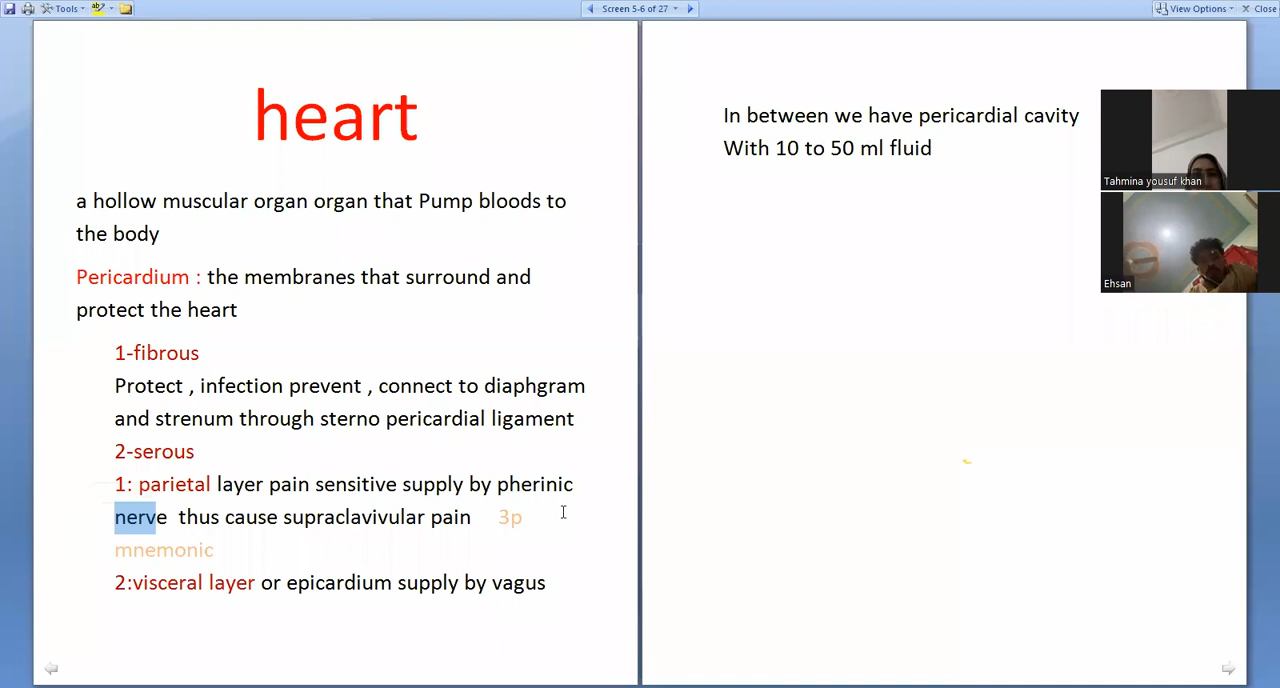 Tools
Screen 5-6 of 27
View Options
Close
heart
a hollow muscular organ organ that Pump bloods to
the body
Pericardium : the membranes that surround and
protect the heart
1-fibrous
Protect , infection prevent , connect to diaphgram
and strenum through sterno pericardial ligament
2-serous
1: parietal layer pain sensitive supply by pherinic
nerve thus cause supraclavivular pain 3p
mnemonic
2:visceral layer or epicardium supply by vagus
In between we have pericardial cavity
With 10 to 50 ml fluid
Tahmina yousuf khan
Ehsan